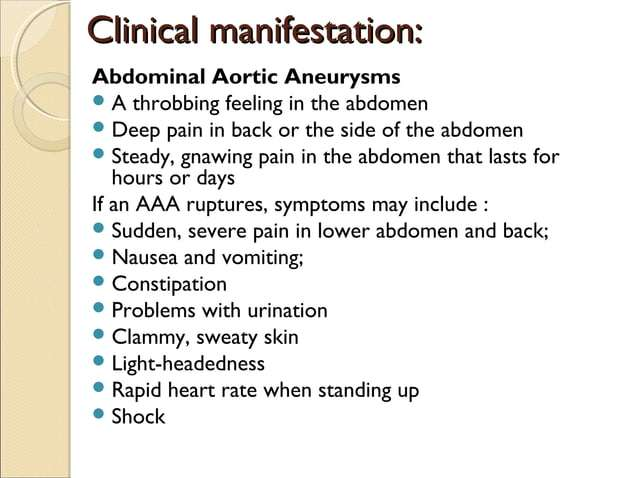 Clinical manifestation:
Abdominal Aortic Aneurysms
A throbbing feeling in the abdomen
Deep pain in back or the side of the abdomen
Steady, gnawing pain in the abdomen that lasts for
hours or days
If an AAA ruptures, symptoms may include :
Sudden, severe pain in lower abdomen and back;
Nausea and vomiting;
Constipation
Problems with urination
Clammy, sweaty skin
Light-headedness
Rapid heart rate when standing up
Shock